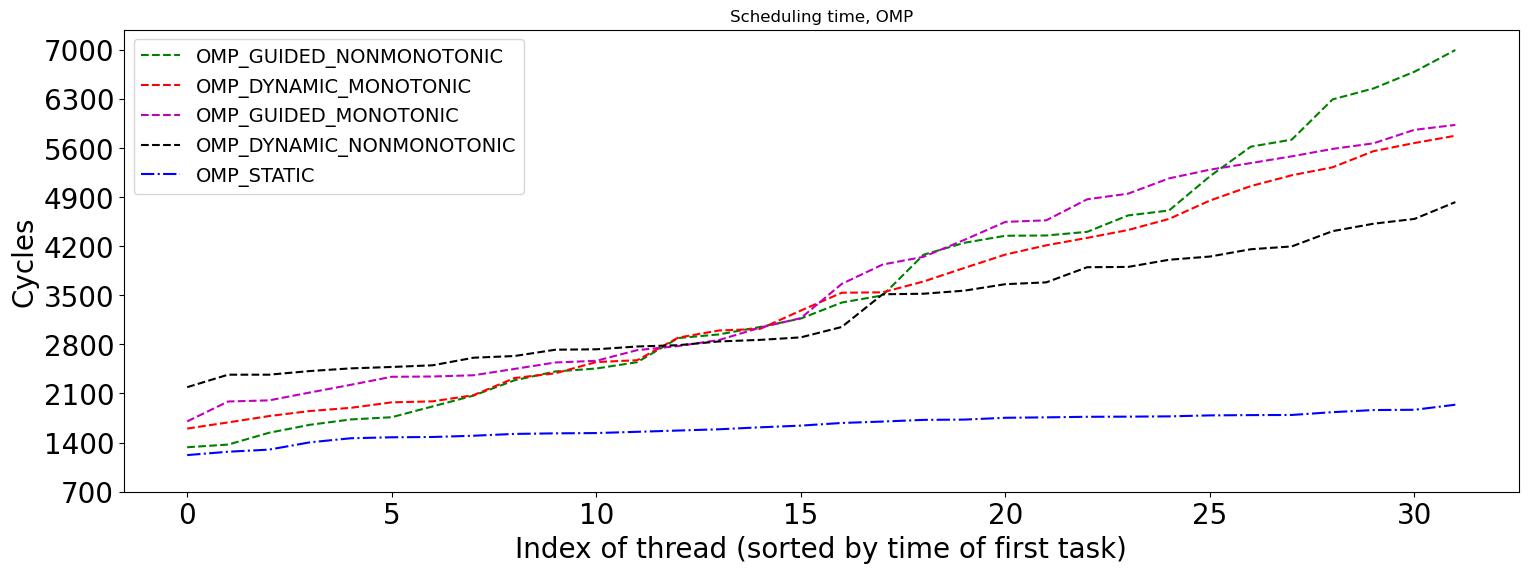 Scheduling time, OMP
OMP_GUIDED_NONMONOTONIC
OMP_DYNAMIC_MONOTONIC
OMP_GUIDED_MONOTONIC
OMP_DYNAMIC_NONMONOTONIC
OMP_STATIC
Cycles
7000
6300
5600
4900
4200
3500
2800
2100
1400
700
0 5 10 15 20 25 30
Index of thread (sorted by time of first task)